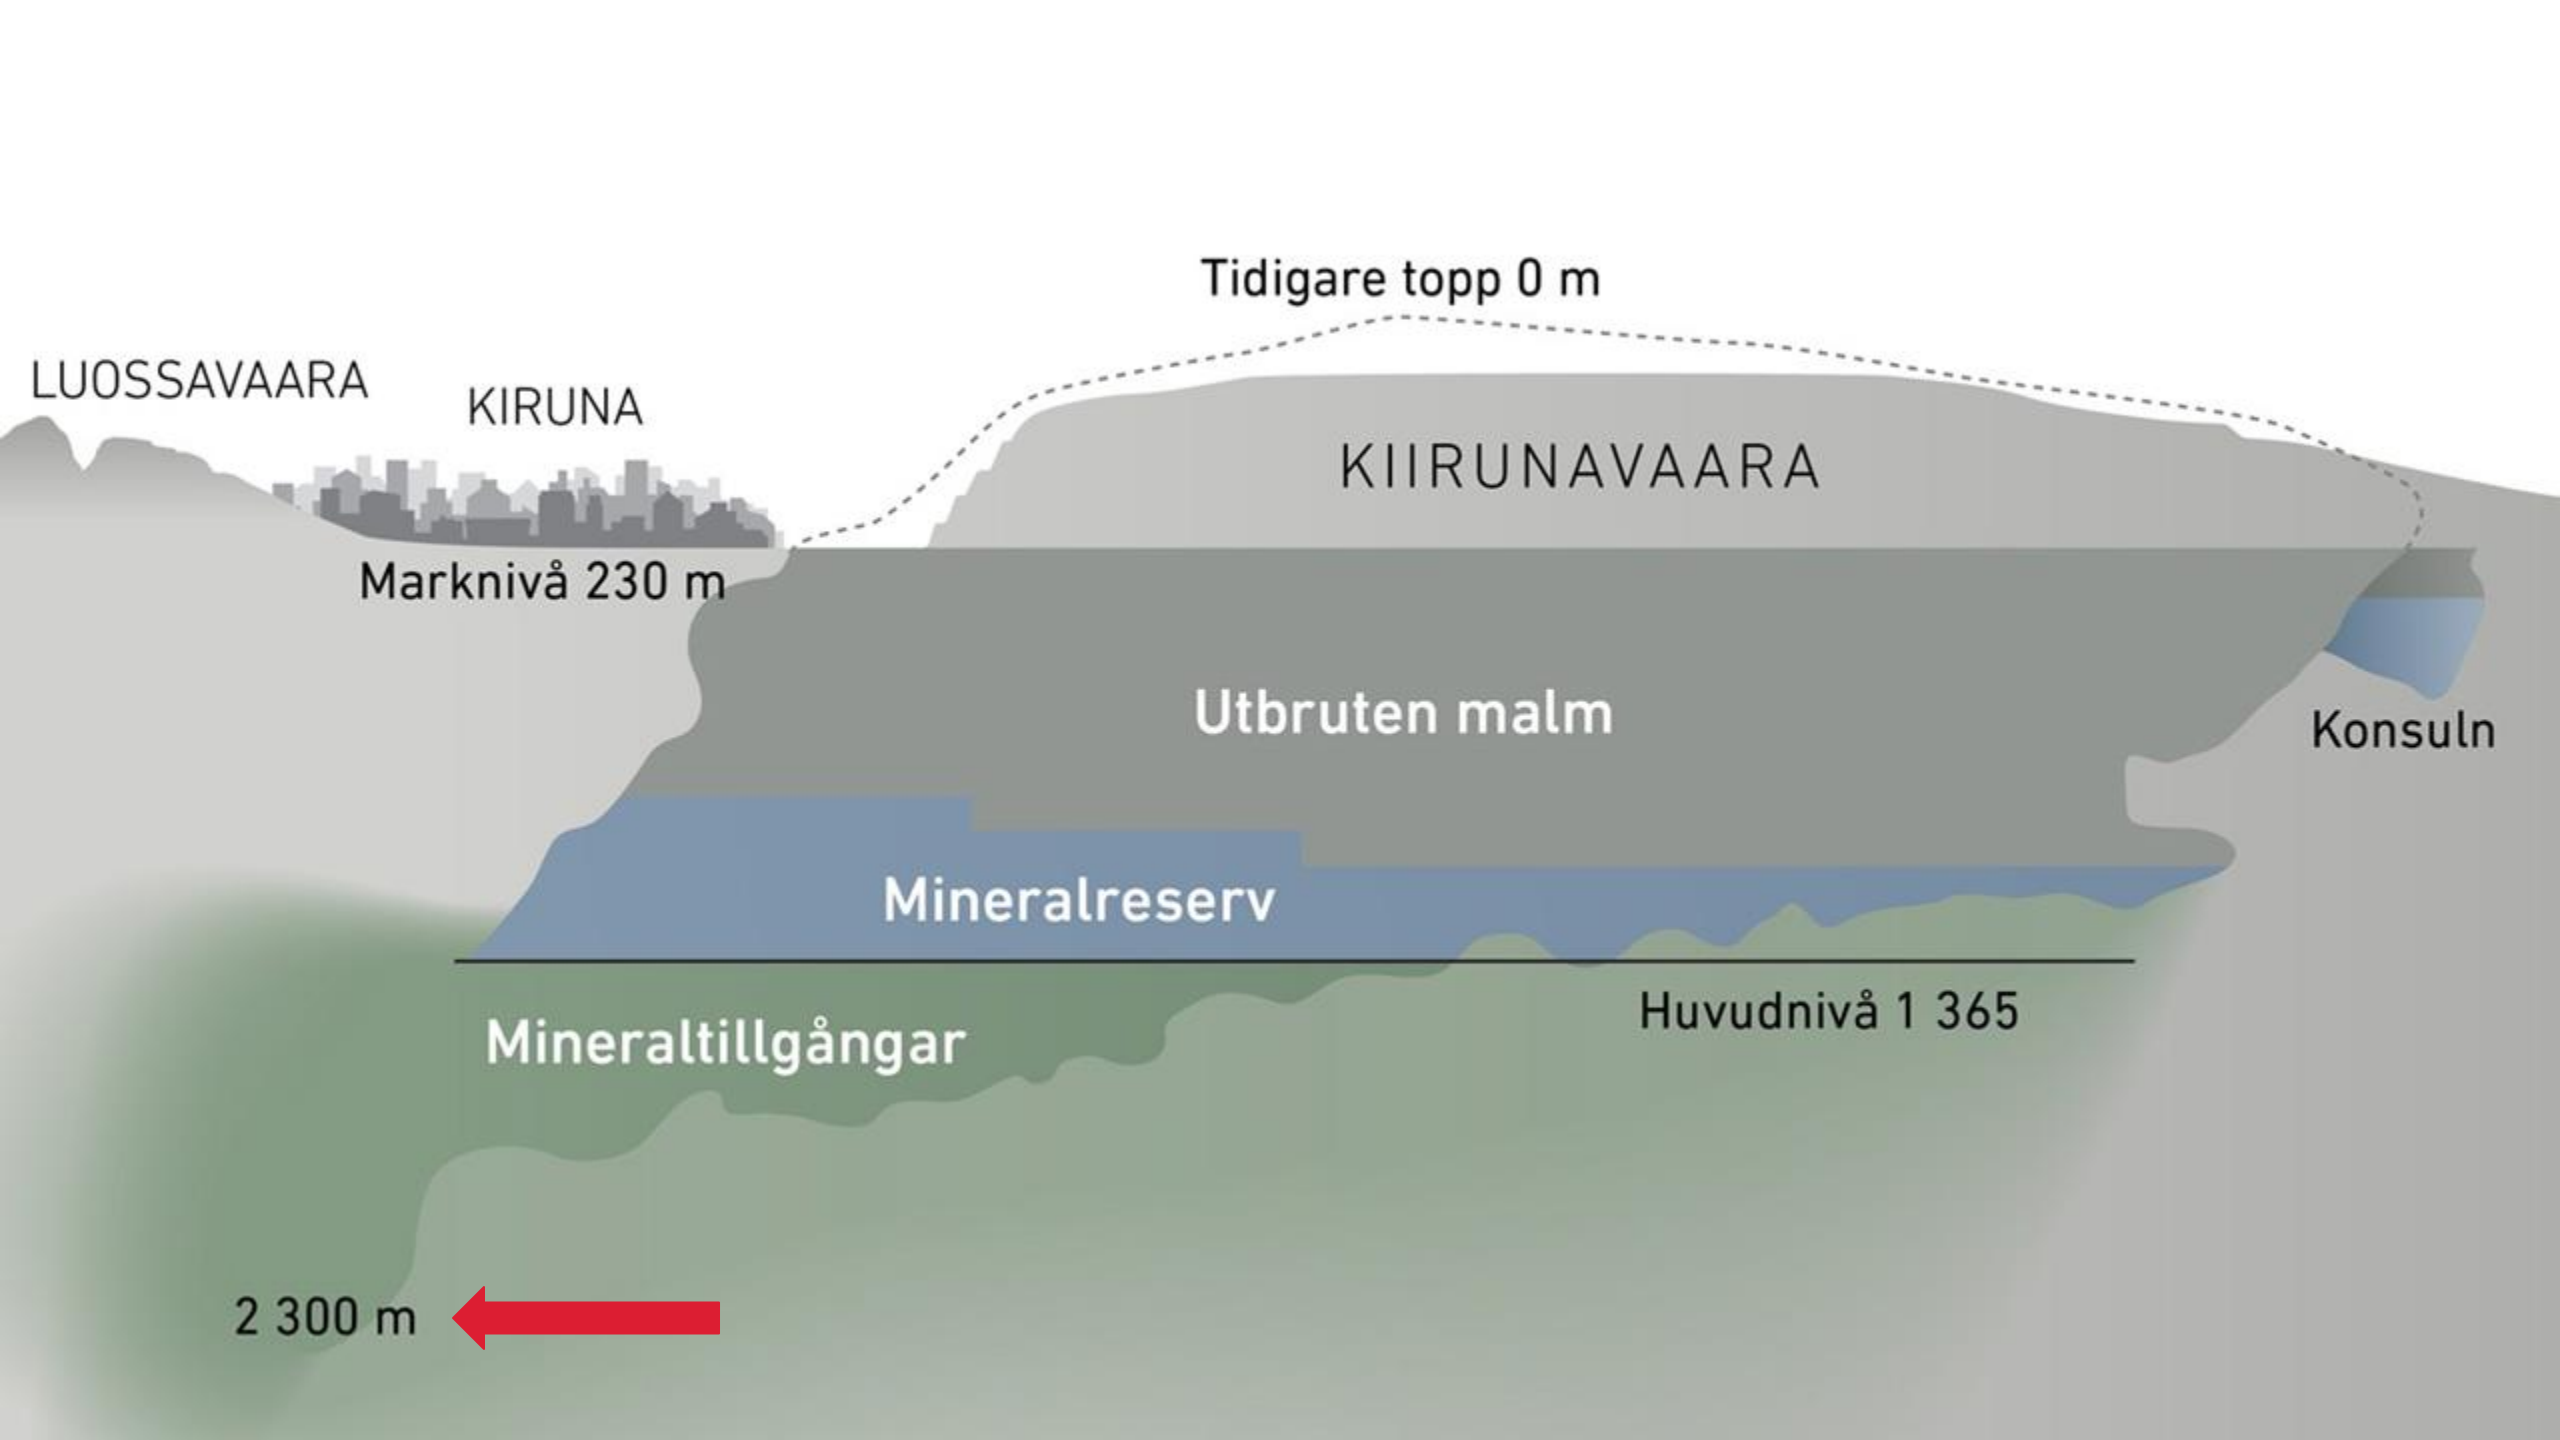 Tidigare topp 0 m
LUOSSAVAARA
KIRUNA
KIIRUNAVAARA
Marknivå 230 m
Utbruten malm
Konsuln
Mineralreserv
Huvudnivå 1 365
Mineraltillgångar
2 300 m